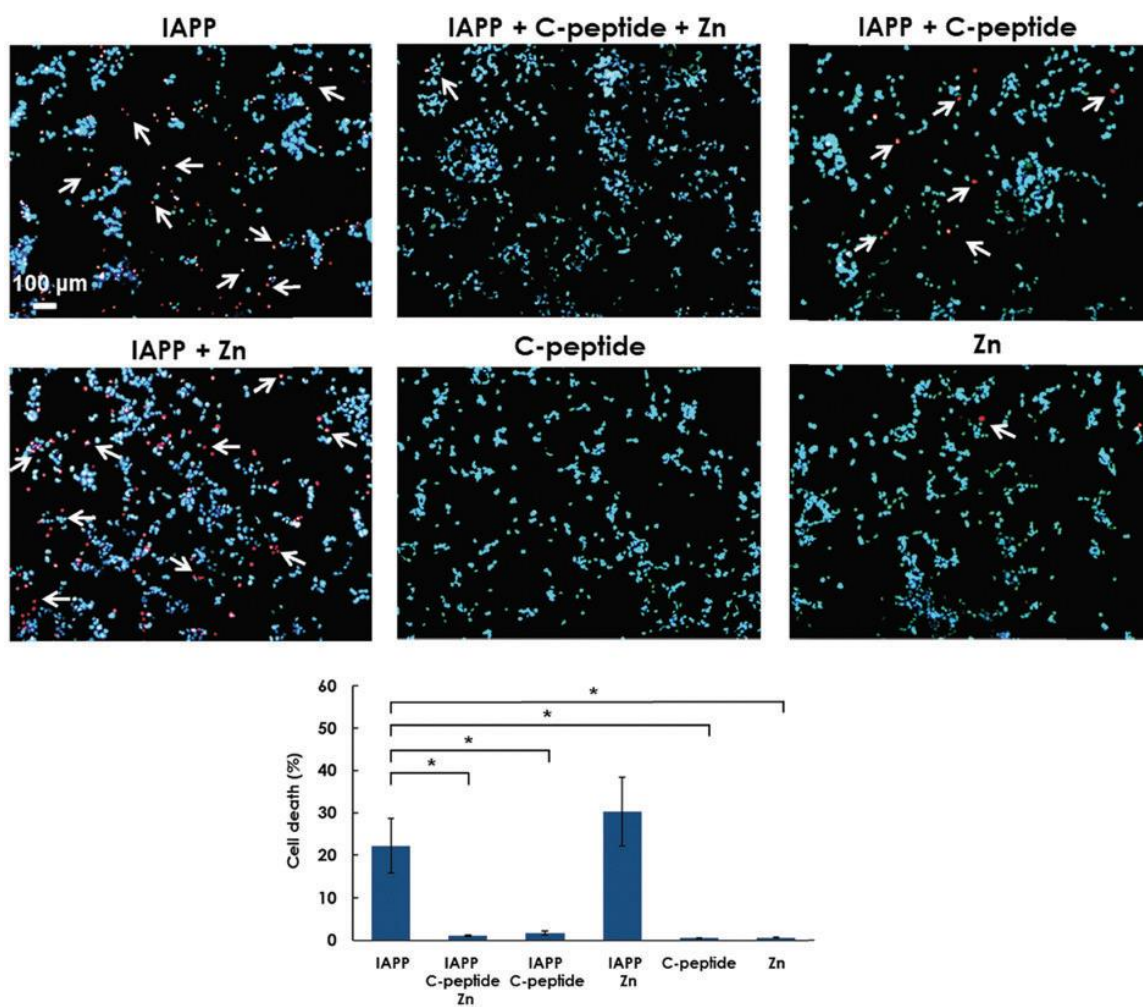 IAPP
IAPP + C-peptide + Zn
IAPP + C-peptide
100 µm
IAPP + Zn
C-peptide
Zn
60
50
40
30
20
10
0
Cell death (%)
*
*
*
*
IAPP
IAPP
C-peptide
Zn
IAPP
C-peptide
IAPP
Zn
C-peptide
Zn